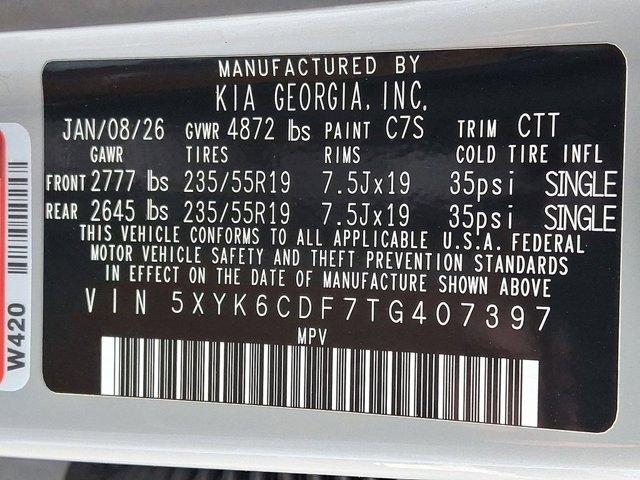 MANUFACTURED BY
KIA GEORGIA, INC.
JAN/08/26 GVWR 4872 lbs PAINT C7S TRIM CTT
GAWR TIRES RIMS COLD TIRE INFL
FRONT 2777 lbs 235/55R19 7.5Jx19 35psi SINGLE
REAR 2645 lbs 235/55R19 7.5Jx19 35psi SINGLE
THIS VEHICLE CONFORMS TO ALL APPLICABLE U.S.A. FEDERAL
MOTOR VEHICLE SAFETY AND THEFT PREVENTION STANDARDS
IN EFFECT ON THE DATE OF MANUFACTURE SHOWN ABOVE
VIN 5XYK6CDF7TG407397
MPV
W420